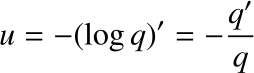 u = −(log q)′ = −q′/q